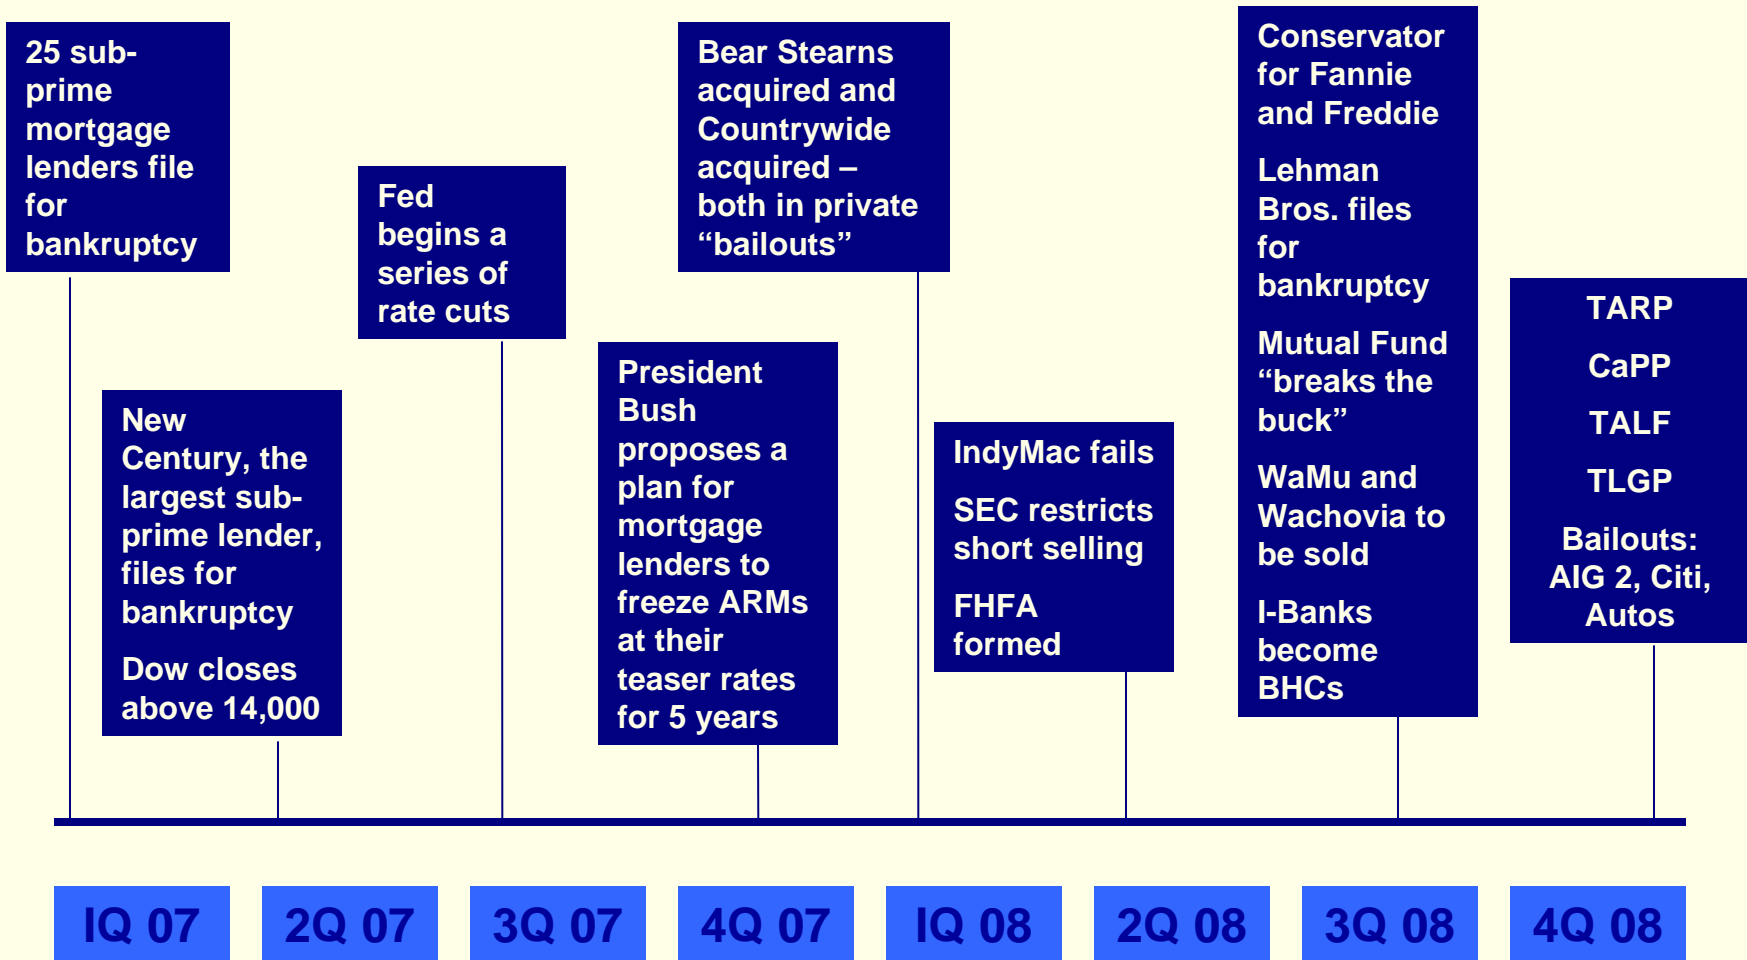 25 sub-
prime
mortgage
lenders file
for
bankruptcy
New
Century, the
largest sub-
prime lender,
files for
bankruptcy
Dow closes
above 14,000
Fed
begins a
series of
rate cuts
President
Bush
proposes a
plan for
mortgage
lenders to
freeze ARMs
at their
teaser rates
for 5 years
Bear Stearns
acquired and
Countrywide
acquired –
both in private
“bailouts”
IndyMac fails
SEC restricts
short selling
FHFA
formed
Conservator
for Fannie
and Freddie
Lehman
Bros. files
for
bankruptcy
Mutual Fund
“breaks the
buck”
WaMu and
Wachovia to
be sold
I-Banks
become
BHCs
TARP
CaPP
TALF
TLGP
Bailouts:
AIG 2, Citi,
Autos
IQ 07
2Q 07
3Q 07
4Q 07
IQ 08
2Q 08
3Q 08
4Q 08